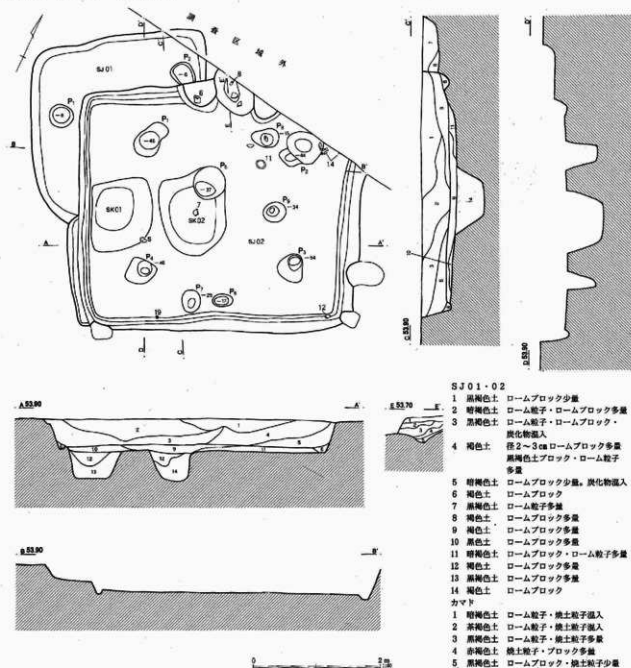 調査区域外
SJ 01
P2
P1
P1
P5
P2
P3
P4
P7
SK01
SK02
SJ 02
A
A'
B
B'
A 53.90
A'
E 53.70
E'
B 53.90
B'
C 53.90
D 53.90
0
2 m
SJ01・02
1 黒褐色土 ロームブロック少量
2 暗褐色土 ローム粒子・ロームブロック多量
3 黒褐色土 ローム粒子・ロームブロック・
炭化物混入
4 褐色土 径2~3cmロームブロック多量
黒褐色土ブロック・ローム粒子
多量
5 暗褐色土 ロームブロック少量。炭化物混入
6 褐色土 ロームブロック
7 黒褐色土 ローム粒子多量
8 褐色土 ロームブロック多量
9 褐色土 ロームブロック多量
10 黒色土 ロームブロック多量
11 暗褐色土 ロームブロック・ローム粒子多量
12 褐色土 ロームブロック多量
13 黒褐色土 ロームブロック多量
14 褐色土 ロームブロック
カマド
1 暗褐色土 ローム粒子・焼土粒子混入
2 茶褐色土 ローム粒子・焼土粒子混入
3 黒褐色土 ローム粒子・焼土粒子多量
4 赤褐色土 焼土粒子・ブロック多量
5 黒褐色土 ロームブロック・焼土粒子少量